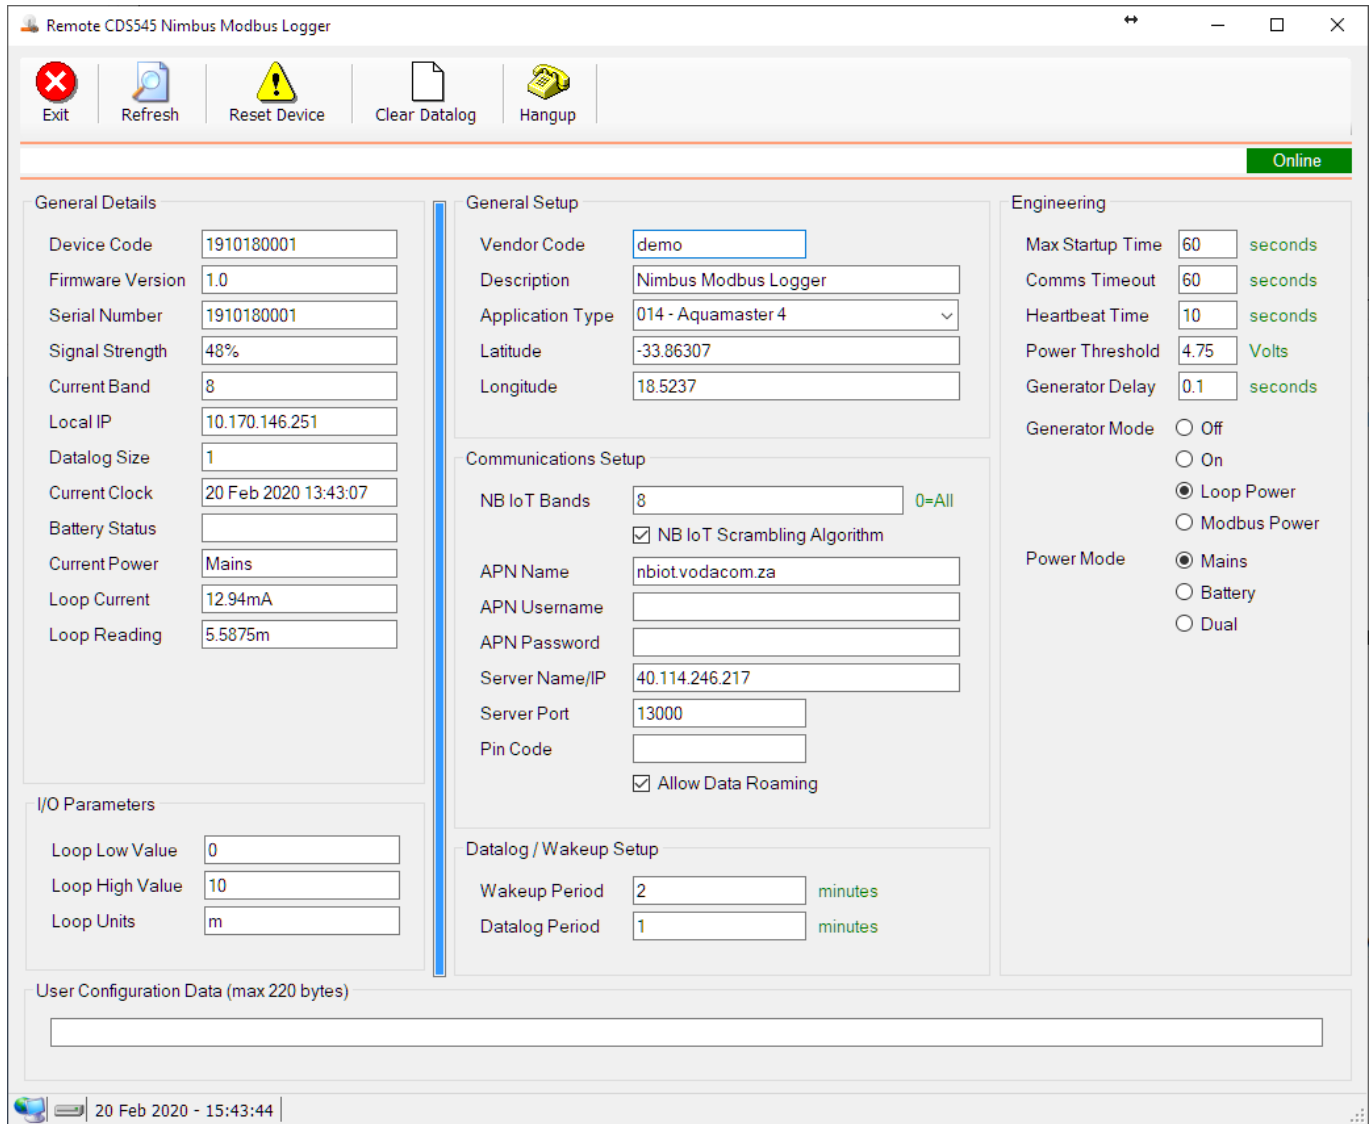 Remote CDS545 Nimbus Modbus Logger
Exit
Refresh
Reset Device
Clear Datalog
Hangup
Online
General Details
Device Code 1910180001
Firmware Version 1.0
Serial Number 1910180001
Signal Strength 48%
Current Band 8
Local IP 10.170.146.251
Datalog Size 1
Current Clock 20 Feb 2020 13:43:07
Battery Status
Current Power Mains
Loop Current 12.94mA
Loop Reading 5.5875m
I/O Parameters
Loop Low Value 0
Loop High Value 10
Loop Units m
General Setup
Vendor Code demo
Description Nimbus Modbus Logger
Application Type 014 - Aquamaster 4
Latitude -33.86307
Longitude 18.5237
Communications Setup
NB IoT Bands 8 0=All
NB IoT Scrambling Algorithm
APN Name nbiot.vodacom.za
APN Username
APN Password
Server Name/IP 40.114.246.217
Server Port 13000
Pin Code
Allow Data Roaming
Datalog / Wakeup Setup
Wakeup Period 2 minutes
Datalog Period 1 minutes
Engineering
Max Startup Time 60 seconds
Comms Timeout 60 seconds
Heartbeat Time 10 seconds
Power Threshold 4.75 Volts
Generator Delay 0.1 seconds
Generator Mode Off
On
Loop Power
Modbus Power
Power Mode Mains
Battery
Dual
User Configuration Data (max 220 bytes)
20 Feb 2020 - 15:43:44